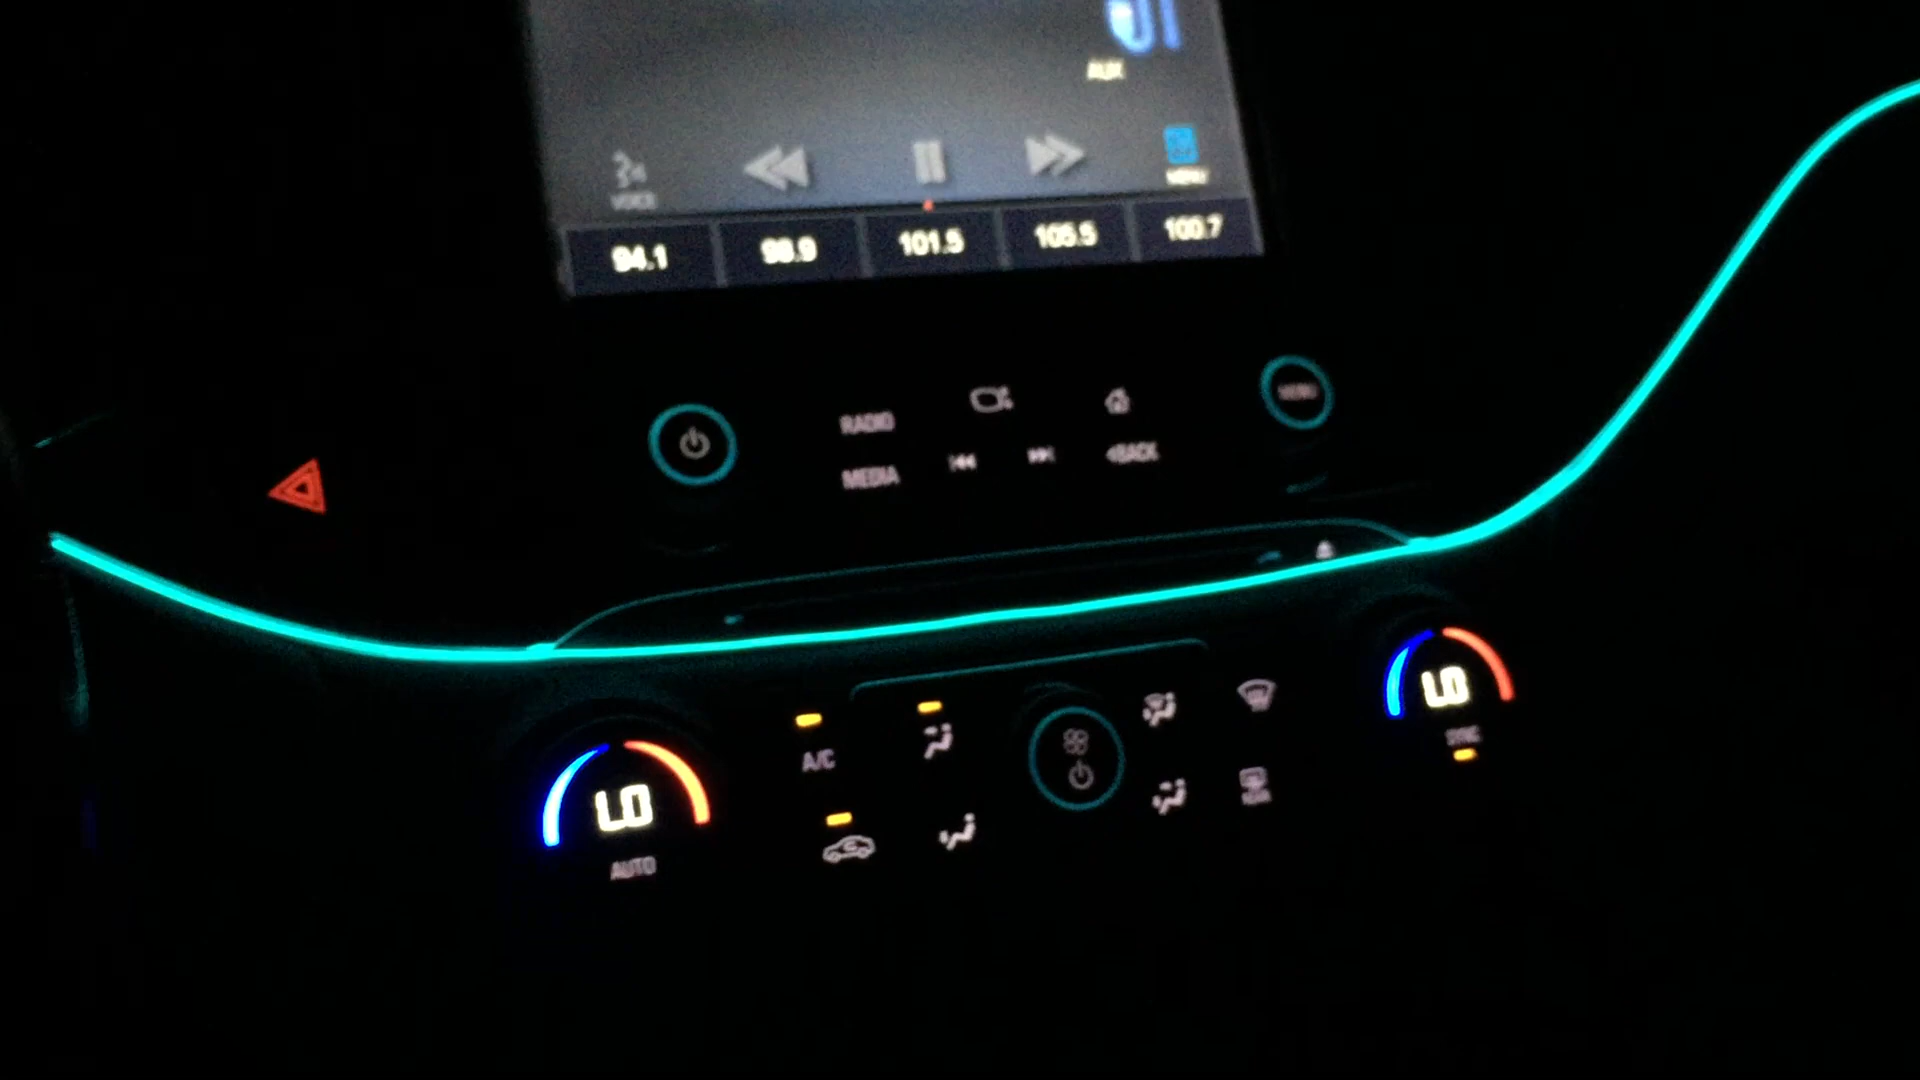 AUX
VOICE
MENU
94.1 98.9 101.5 105.5 100.7
RADIO
MENU
MEDIA
BACK
LO
SYNC
A/C
LO
AUTO